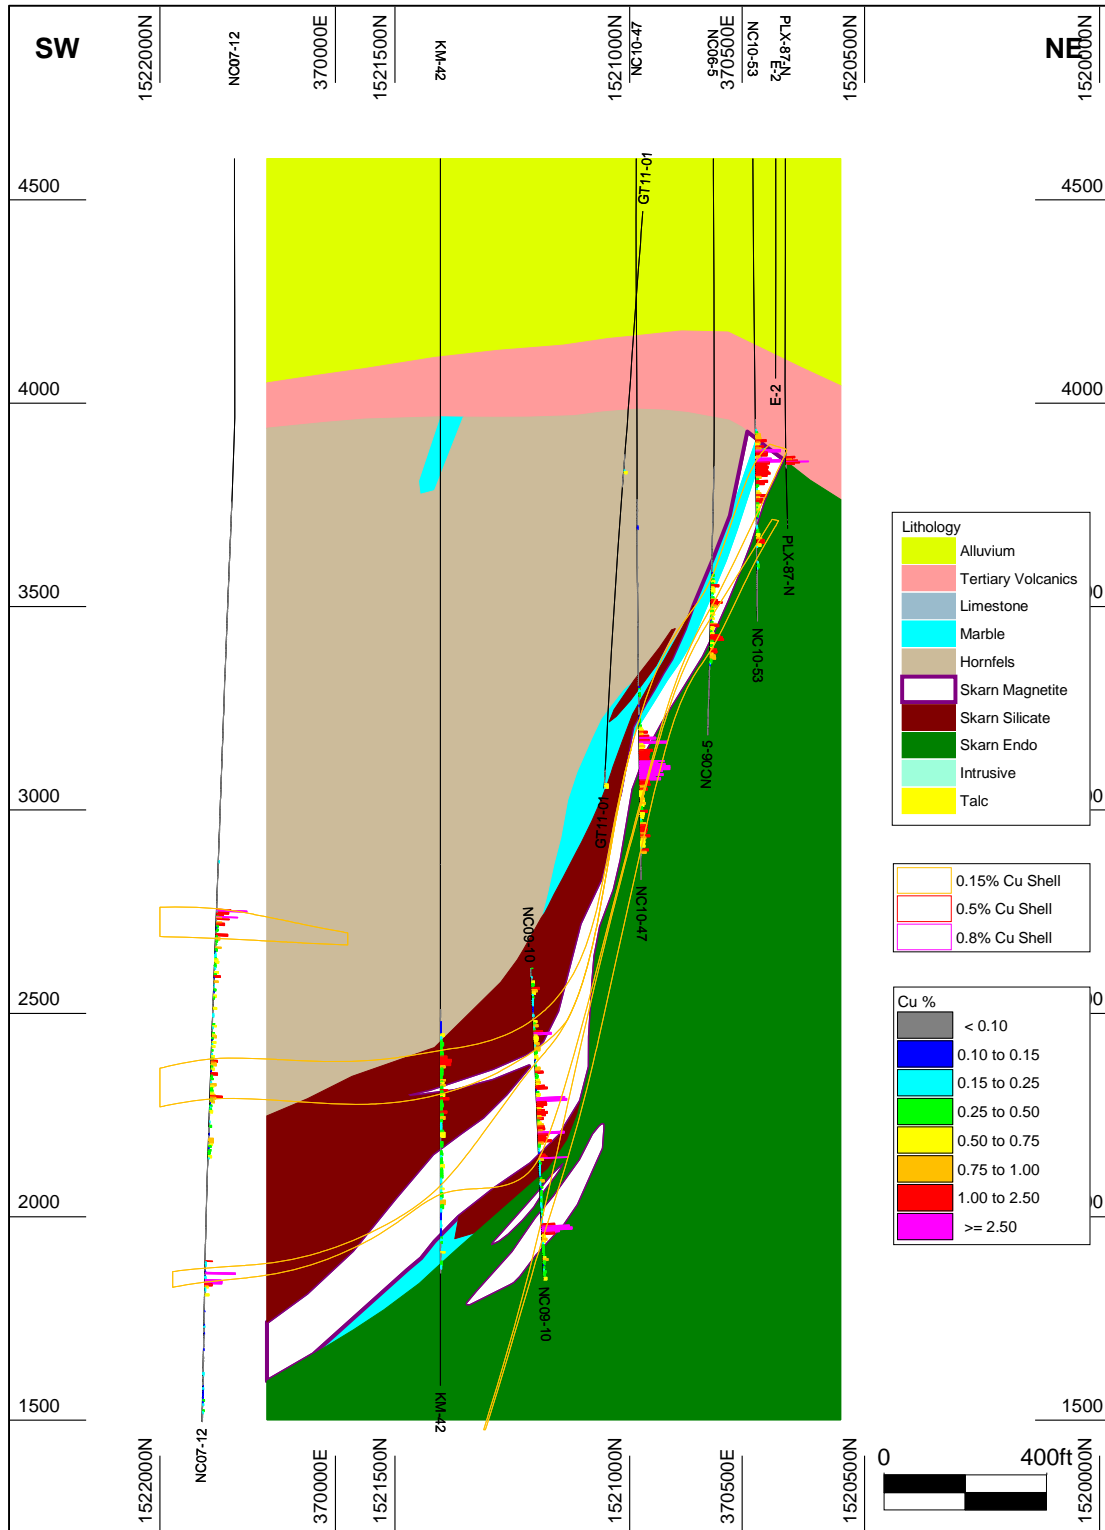 SW
NE
1522000N
NC07-12
370000E
1521500N
KM-42
1521000N
NC10-47
NC06-5
370500E
NC10-53
E-2
PLX-87-N
1520500N
1520000N
4500
4500
GT11-01
4000
E-2
3500
PLX-87-N
NC10-53
NC06-5
3000
GT11-01
NC10-47
NC09-10
2500
2000
NC09-10
1500
1500
KM-42
NC07-12
Lithology
Alluvium
Tertiary Volcanics
Limestone
Marble
Hornfels
Skarn Magnetite
Skarn Silicate
Skarn Endo
Intrusive
Talc
00
00
0.15% Cu Shell
0.5% Cu Shell
0.8% Cu Shell
00
Cu %
< 0.10
0.10 to 0.15
0.15 to 0.25
0.25 to 0.50
0.50 to 0.75
0.75 to 1.00
1.00 to 2.50
>= 2.50
00
1522000N
370000E
1521500N
1521000N
370500E
1520500N
1520000N
0 400ft